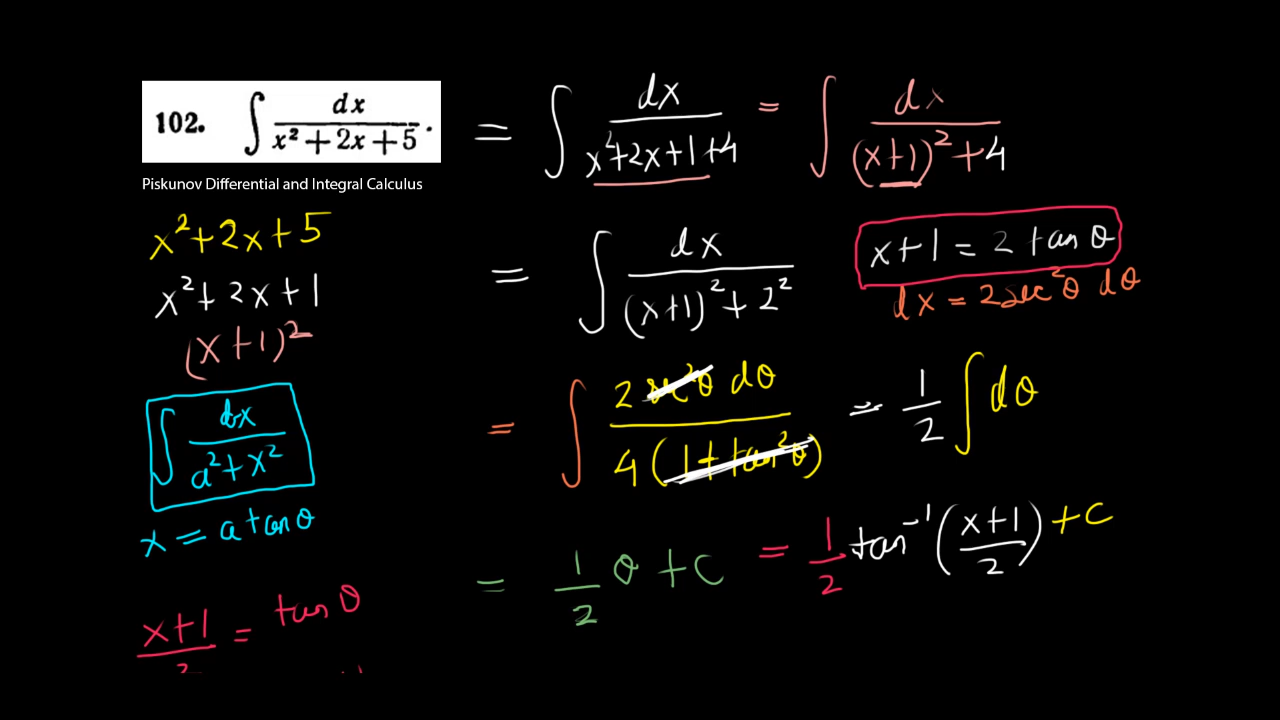 102. ∫ dx / (x² + 2x + 5).
= ∫ dx / (x²+2x+1+4) = ∫ dx / ((x+1)²+4)
Piskunov Differential and Integral Calculus
x²+2x+5
x²+2x+1
(x+1)²
= ∫ dx / ((x+1)²+2²)
x+1 = 2 tan θ
dx = 2sec²θ dθ
∫ dx / (a²+x²)
x = a tan θ
= ∫ 2 sec²θ dθ / 4(1+tan²θ) = 1/2 ∫ dθ
= 1/2 θ + c = 1/2 tan⁻¹((x+1)/2) + c
(x+1)/2 = tan θ